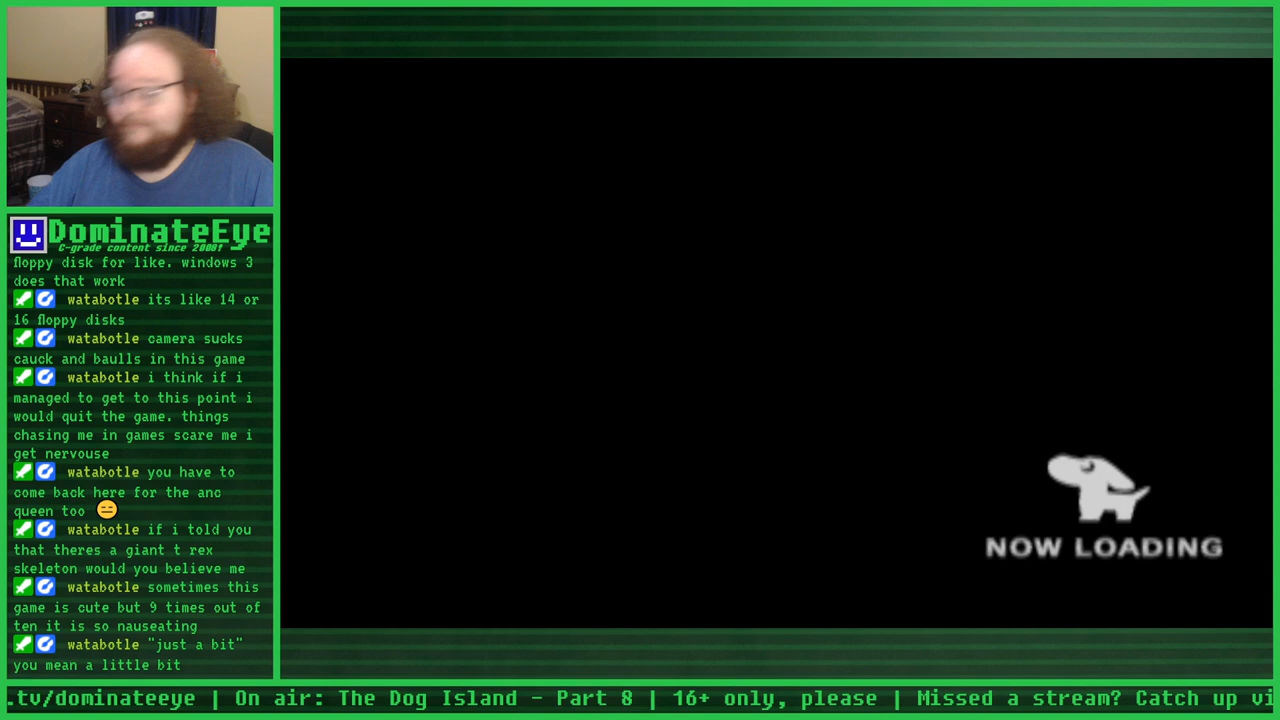 DominateEye
C-grade content since 2008!
floppy disk for like. windows 3
does that work
watabotle its like 14 or
16 floppy disks
watabotle camera sucks
cauck and baulls in this game
watabotle i think if i
managed to get to this point i
would quit the game. things
chasing me in games scare me i
get nervouse
watabotle you have to
come back here for the anc
queen too
watabotle if i told you
that theres a giant t rex
skeleton would you believe me
watabotle sometimes this
game is cute but 9 times out of
ten it is so nauseating
watabotle "just a bit"
you mean a little bit
NOW LOADING
.tv/dominateeye | On air: The Dog Island - Part 8 | 16+ only, please | Missed a stream? Catch up vi